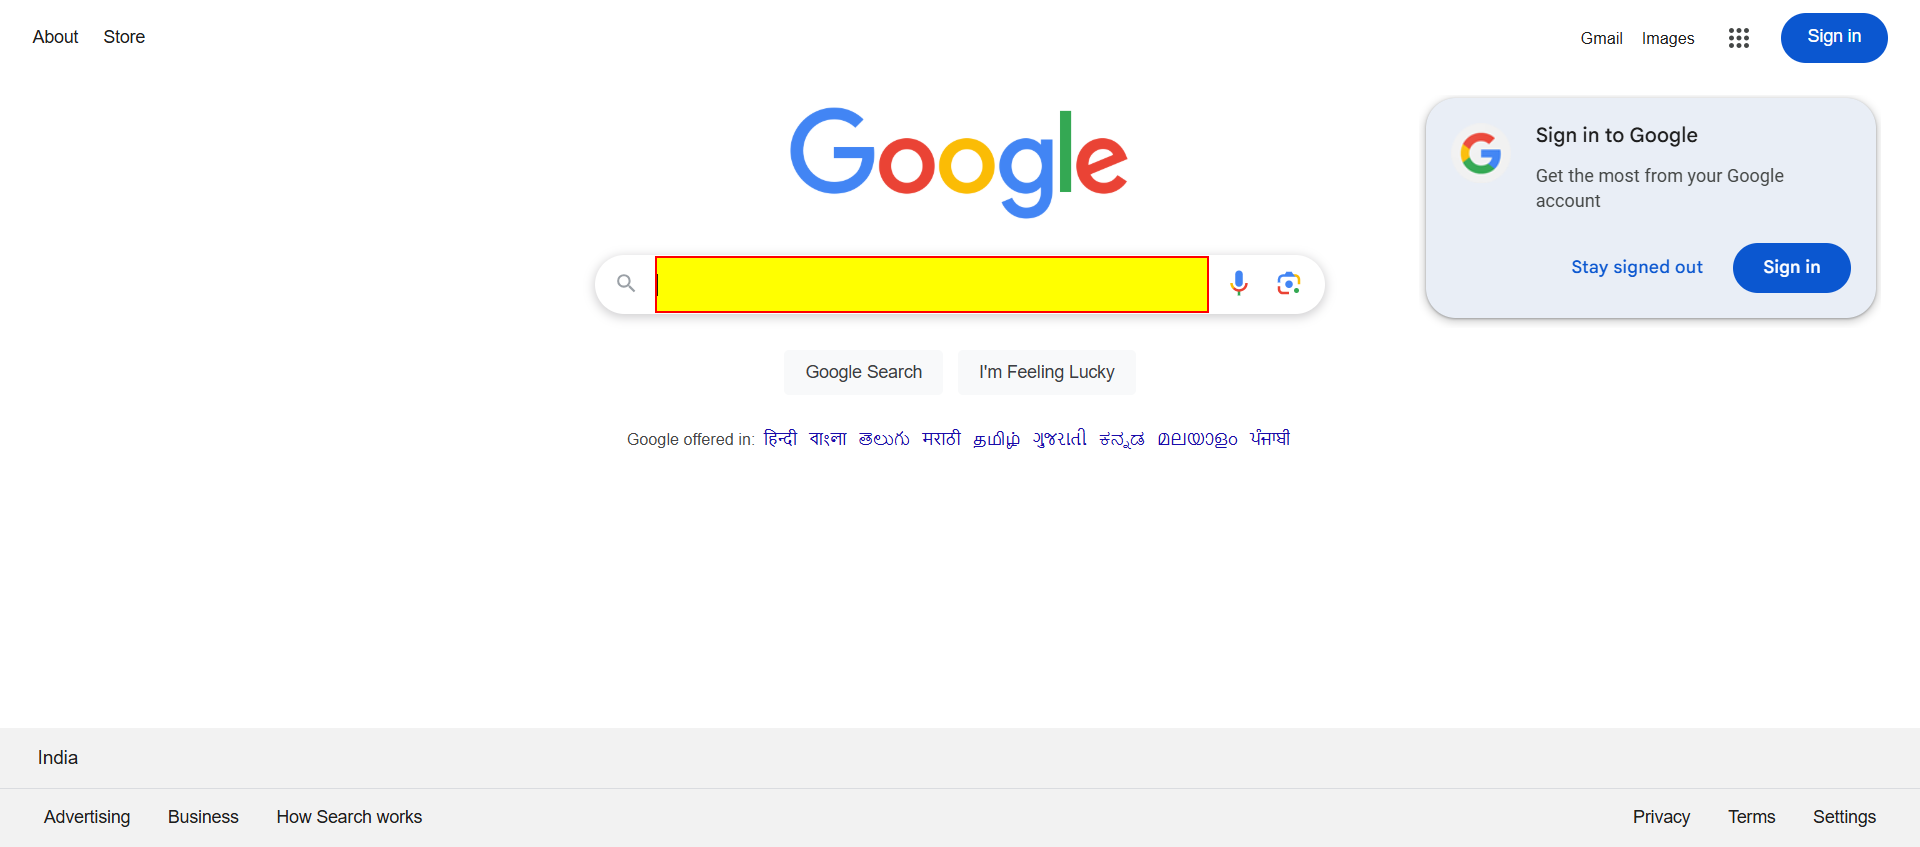 About Store
Gmail Images Sign in
Google
Sign in to Google
Get the most from your Google
account
Stay signed out Sign in
Google Search I'm Feeling Lucky
Google offered in: हिन्दी বাংলা తెలుగు मराठी தமிழ் ગુજરાતી ಕನ್ನಡ മലയാളം ਪੰਜਾਬੀ
India
Advertising Business How Search works
Privacy Terms Settings